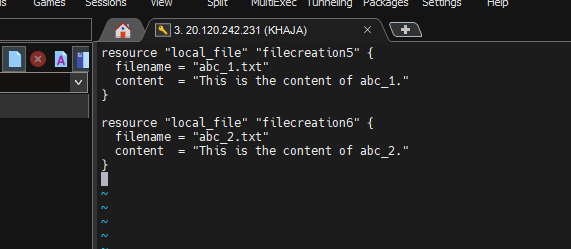 Games Sessions View Split MultiExec Tunneling Packages Settings Help
3. 20.120.242.231 (KHAJA)
A
resource "local_file" "filecreation5" {
  filename = "abc_1.txt"
  content  = "This is the content of abc_1."
}
resource "local_file" "filecreation6" {
  filename = "abc_2.txt"
  content  = "This is the content of abc_2."
}
~
~
~
~